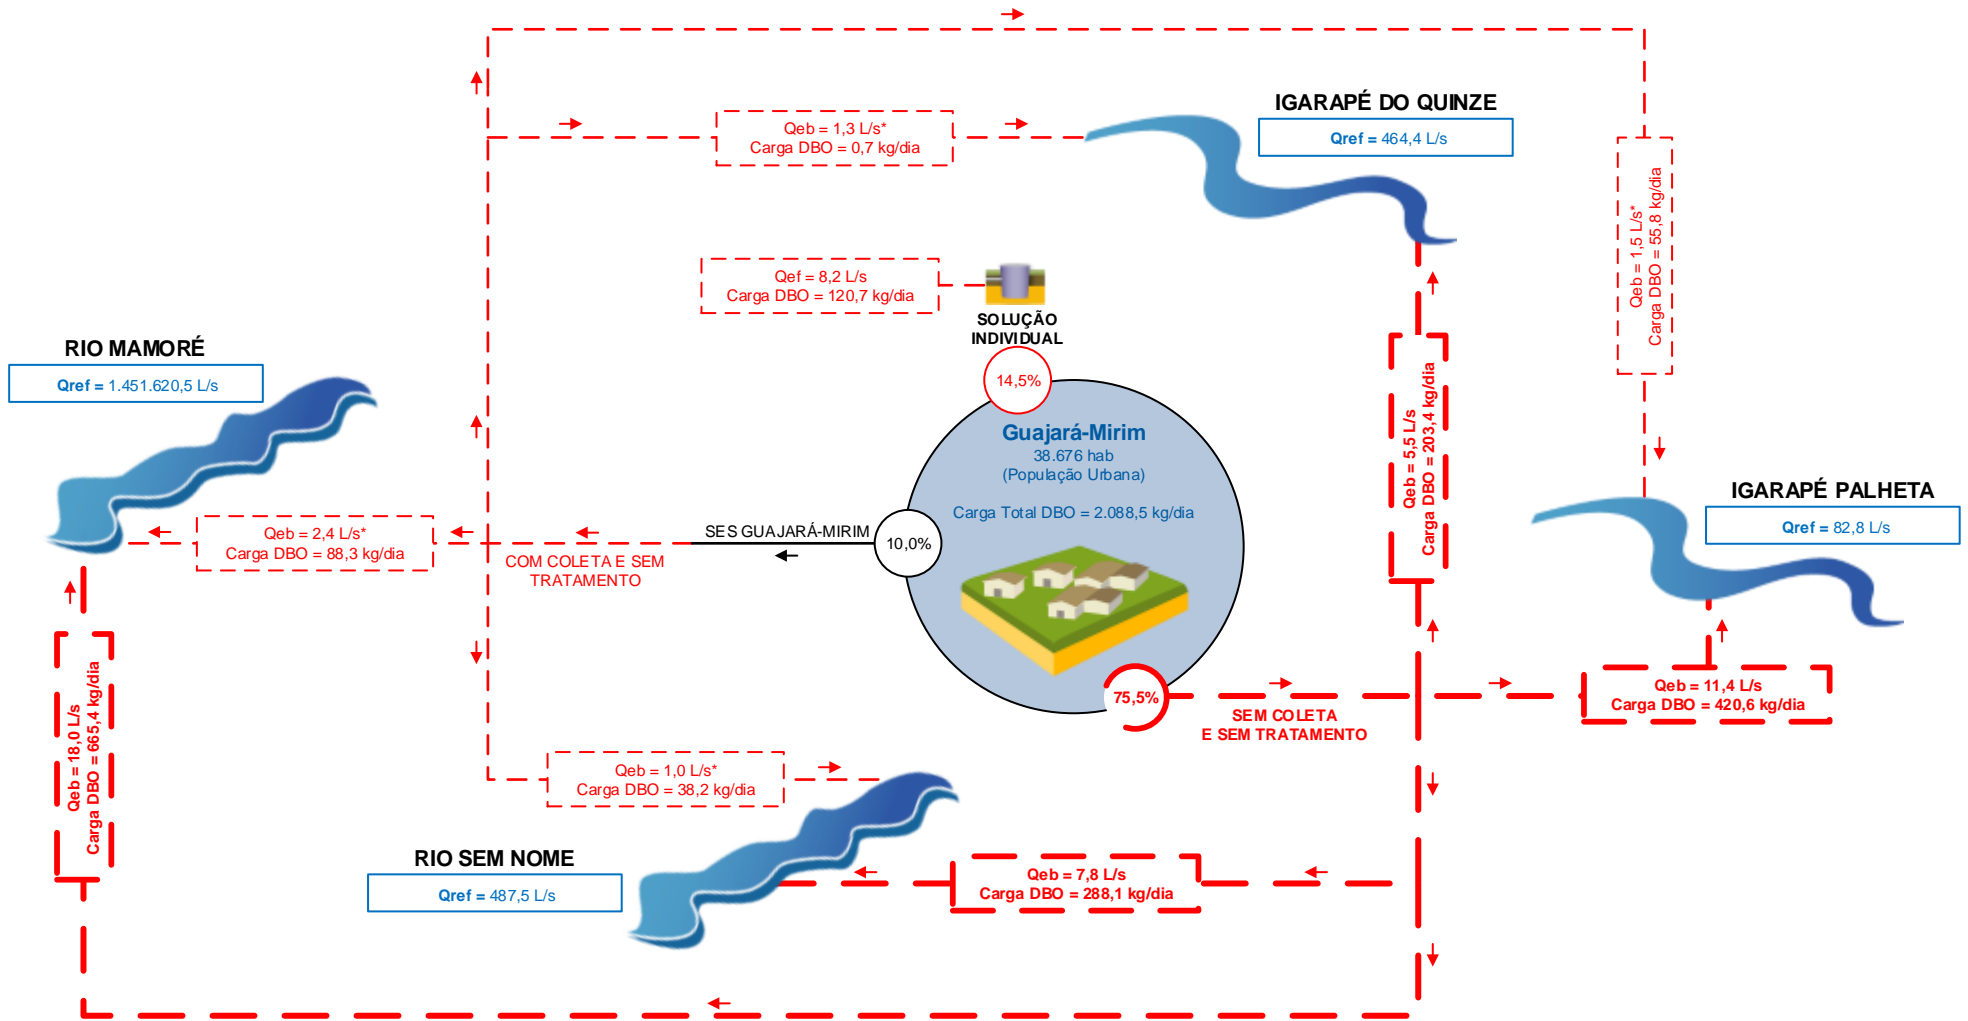 IGARAPÉ DO QUINZE
Qref = 464,4 L/s
Qeb = 1,3 L/s*
Carga DBO = 0,7 kg/dia
Qeb = 1,5 L/s*
Carga DBO = 55,8 kg/dia
Qef = 8,2 L/s
Carga DBO = 120,7 kg/dia
SOLUÇÃO
INDIVIDUAL
14,5%
RIO MAMORÉ
Qref = 1.451.620,5 L/s
Guajará-Mirim
38.676 hab
(População Urbana)
Carga Total DBO = 2.088,5 kg/dia
Qeb = 5,5 L/s
Carga DBO = 203,4 kg/dia
IGARAPÉ PALHETA
Qref = 82,8 L/s
Qeb = 2,4 L/s*
Carga DBO = 88,3 kg/dia
SES GUAJARÁ-MIRIM
10,0%
COM COLETA E SEM
TRATAMENTO
Qeb = 18,0 L/s
Carga DBO = 665,4 kg/dia
75,5%
SEM COLETA
E SEM TRATAMENTO
Qeb = 11,4 L/s
Carga DBO = 420,6 kg/dia
Qeb = 1,0 L/s*
Carga DBO = 38,2 kg/dia
RIO SEM NOME
Qref = 487,5 L/s
Qeb = 7,8 L/s
Carga DBO = 288,1 kg/dia